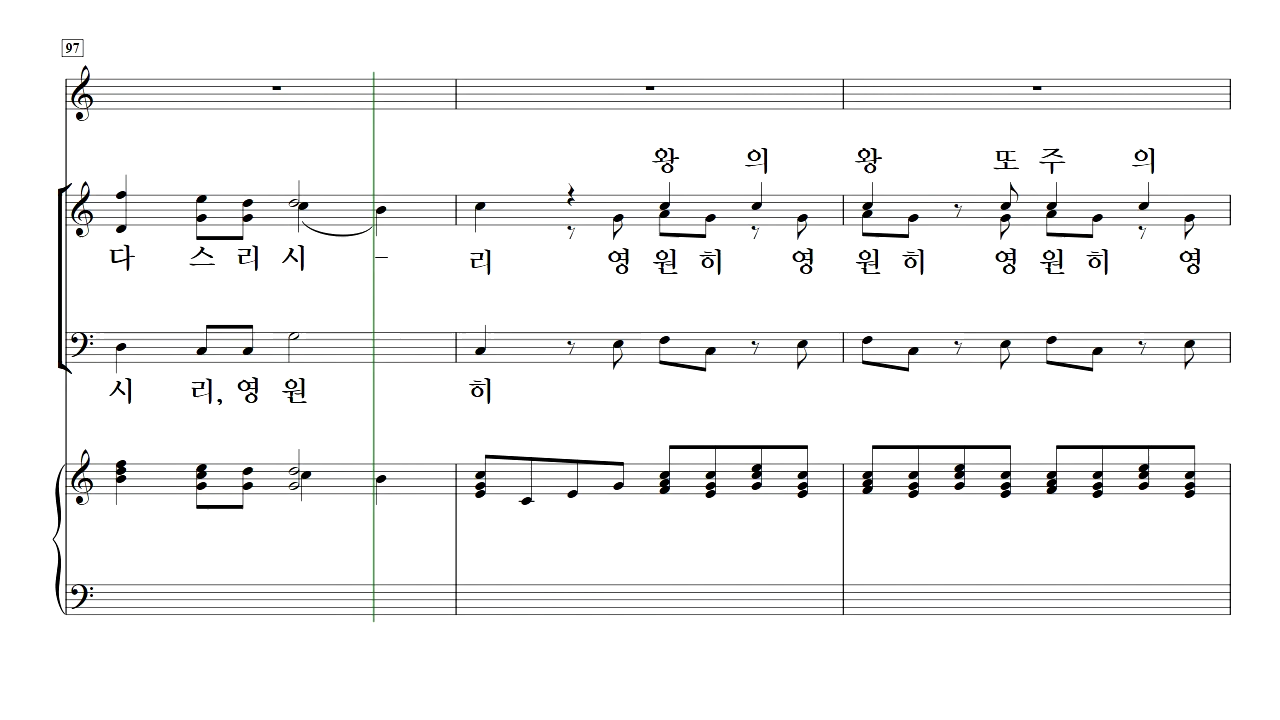 97
왕 의 왕 또 주 의
다 스 리 시 - 리 영 원 히 영 원 히 영 원 히 영
시 리, 영 원 히